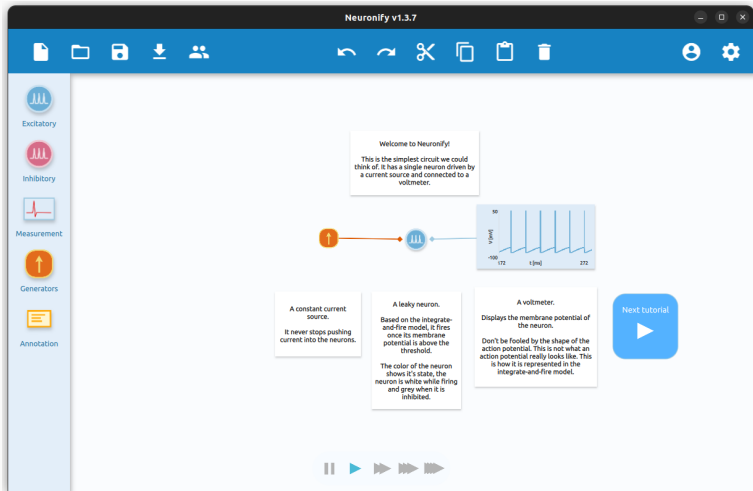 Neuronify v1.3.7
Excitatory
Inhibitory
Measurement
Generators
Annotation
Welcome to Neuronify!
This is the simplest circuit we could
think of. It has a single neuron driven by
a current source and connected to a
voltmeter.
50
V [mV]
-100
172
t [ms]
272
A constant current
source.
It never stops pushing
current into the neurons.
A leaky neuron.
Based on the integrate-
and-fire model, it fires
once its membrane
potential is above the
threshold.
The color of the neuron
shows it's state, the
neuron is white while firing
and grey when it is
inhibited.
A voltmeter.
Displays the membrane potential of
the neuron.
Don't be fooled by the shape of the
action potential. This is not what an
action potential really looks like. This
is how it is represented in the
integrate-and-fire model.
Next tutorial